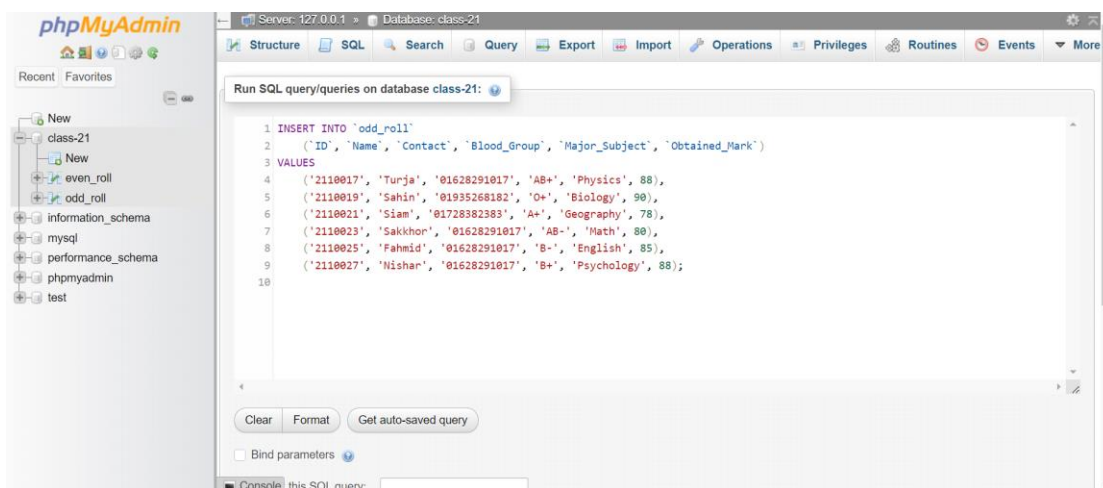 phpMyAdmin
Recent Favorites
New
class-21
New
even_roll
odd_roll
information_schema
mysql
performance_schema
phpmyadmin
test
Server: 127.0.0.1 » Database: class-21
Structure SQL Search Query Export Import Operations Privileges Routines Events More
Run SQL query/queries on database class-21:
1 INSERT INTO `odd_roll`
2 (`ID`, `Name`, `Contact`, `Blood_Group`, `Major_Subject`, `Obtained_Mark`)
3 VALUES
4 ('2110017', 'Turja', '01628291017', 'AB+', 'Physics', 88),
5 ('2110019', 'Sahin', '01935268182', 'O+', 'Biology', 90),
6 ('2110021', 'Siam', '01728382383', 'A+', 'Geography', 78),
7 ('2110023', 'Sakkhor', '01628291017', 'AB-', 'Math', 80),
8 ('2110025', 'Fahmid', '01628291017', 'B-', 'English', 85),
9 ('2110027', 'Nishar', '01628291017', 'B+', 'Psychology', 88);
10
Clear Format Get auto-saved query
Bind parameters
Console this SQL query: